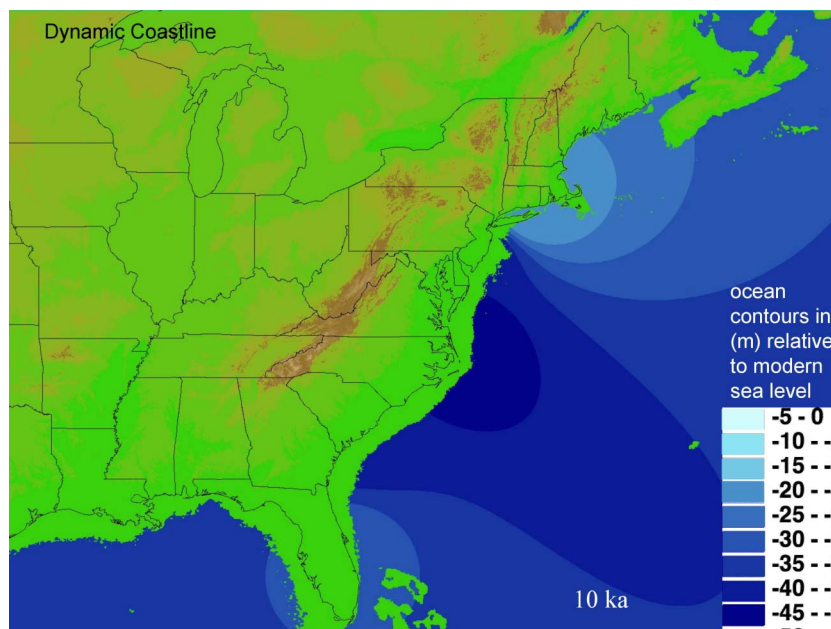 Dynamic Coastline
ocean
contours in
(m) relative
to modern
sea level
-5 - 0
-10 - -
-15 - -
-20 - -
-25 - -
-30 - -
-35 - -
-40 - -
-45 - -
10 ka